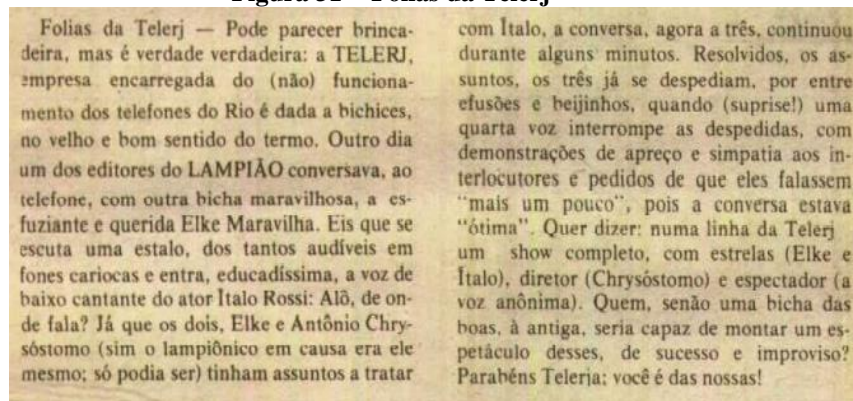 Folias da Telerj — Pode parecer brinca-
deira, mas é verdade verdadeira: a TELERJ,
empresa encarregada do (não) funciona-
mento dos telefones do Rio é dada a bichices,
no velho e bom sentido do termo. Outro dia
um dos editores do LAMPIÃO conversava, ao
telefone, com outra bicha maravilhosa, a es-
fuziante e querida Elke Maravilha. Eis que se
escuta uma estalo, dos tantos audíveis em
fones cariocas e entra, educadíssima, a voz de
baixo cantante do ator Ítalo Rossi: Alô, de on-
de fala? Já que os dois, Elke e Antônio Chry-
sóstomo (sim o lampiônico em causa era ele
mesmo; só podia ser) tinham assuntos a tratar
com Ítalo, a conversa, agora a três, continuou
durante alguns minutos. Resolvidos, os as-
suntos, os três já se despediam, por entre
efusões e beijinhos, quando (suprise!) uma
quarta voz interrompe as despedidas, com
demonstrações de apreço e simpatia aos in-
terlocutores e pedidos de que eles falassem
"mais um pouco", pois a conversa estava
"ótima". Quer dizer: numa linha da Telerj
um show completo, com estrelas (Elke e
Ítalo), diretor (Chrysóstomo) e espectador (a
voz anônima). Quem, senão uma bicha das
boas, à antiga, seria capaz de montar um es-
petáculo desses, de sucesso e improviso?
Parabéns Telerja; você é das nossas!